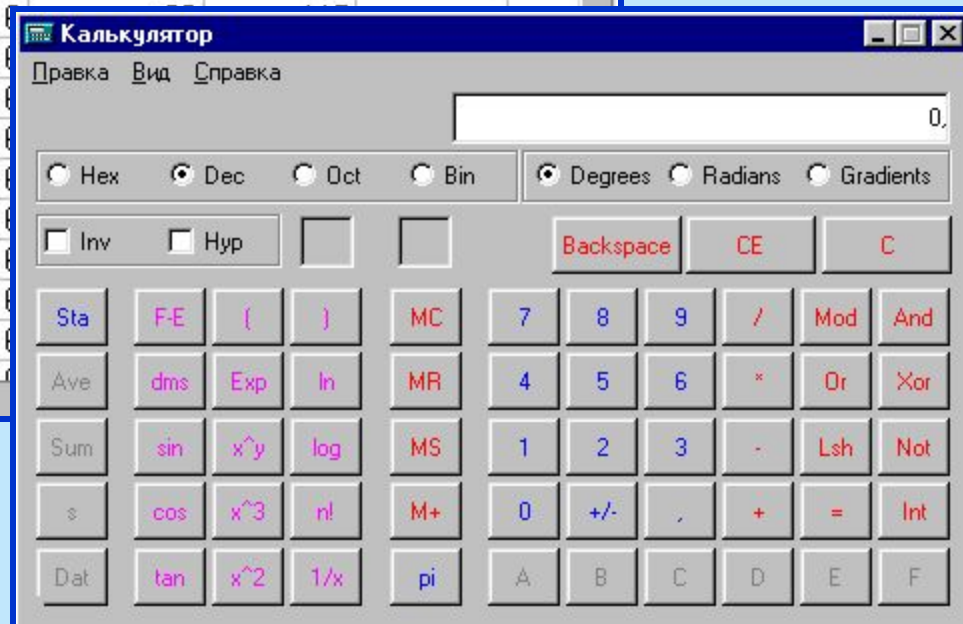 Калькулятор
Правка Вид Справка
0,
Hex Dec Oct Bin Degrees Radians Gradients
Inv Hyp Backspace CE C
Sta F-E ( ) MC 7 8 9 / Mod And
Ave dms Exp ln MR 4 5 6 * Or Xor
Sum sin x^y log MS 1 2 3 - Lsh Not
s cos x^3 n! M+ 0 +/- , + = Int
Dat tan x^2 1/x pi A B C D E F